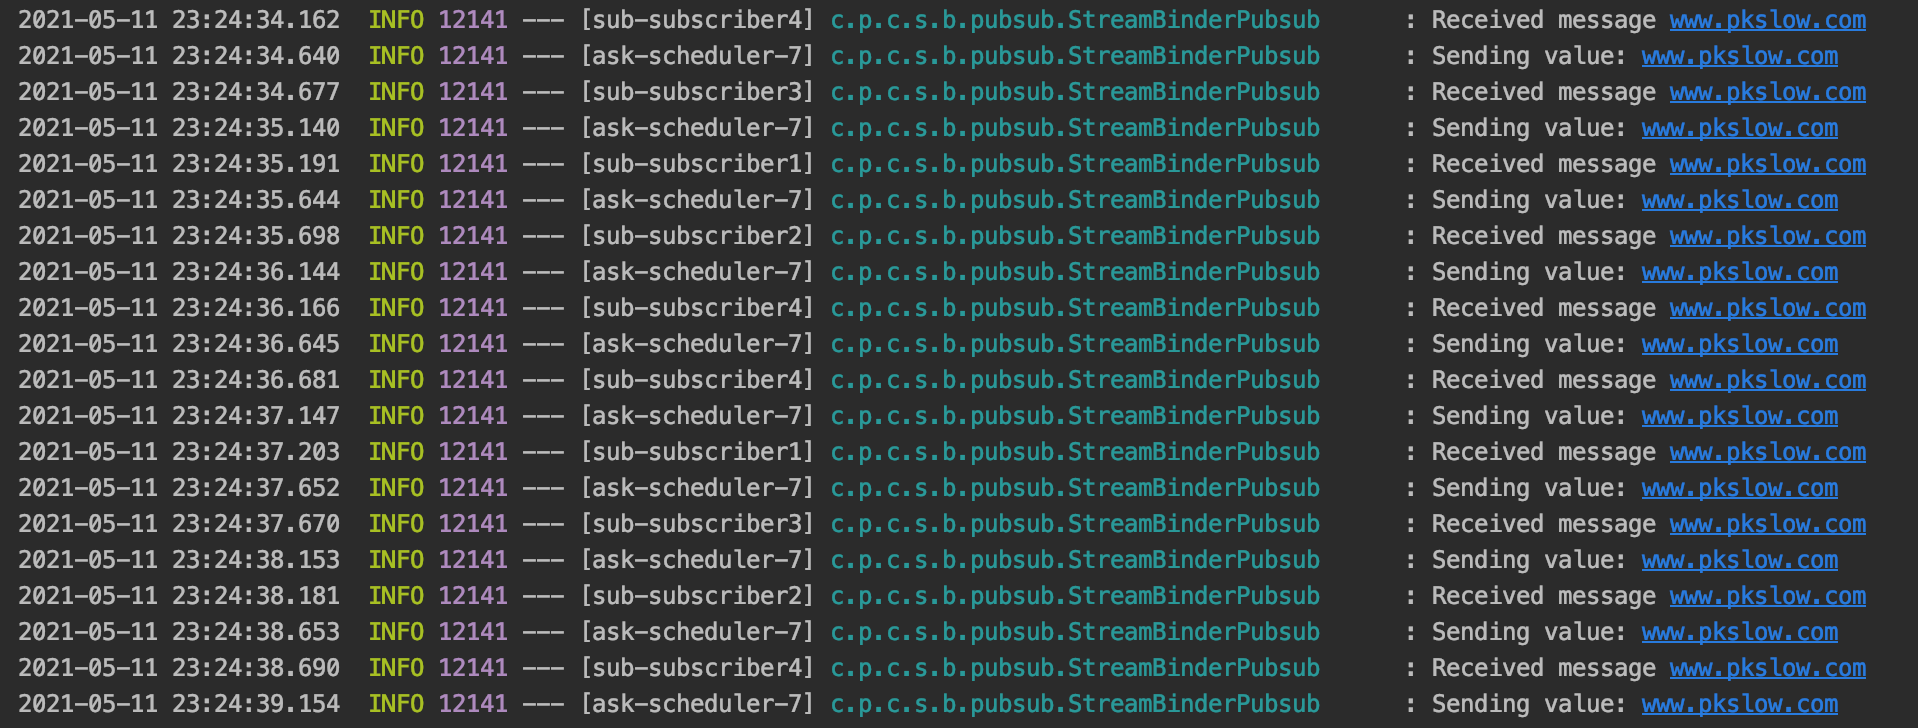 2021-05-11 23:24:34.162  INFO 12141 --- [sub-subscriber4] c.p.c.s.b.pubsub.StreamBinderPubsub      : Received message www.pkslow.com
2021-05-11 23:24:34.640  INFO 12141 --- [ask-scheduler-7] c.p.c.s.b.pubsub.StreamBinderPubsub      : Sending value: www.pkslow.com
2021-05-11 23:24:34.677  INFO 12141 --- [sub-subscriber3] c.p.c.s.b.pubsub.StreamBinderPubsub      : Received message www.pkslow.com
2021-05-11 23:24:35.140  INFO 12141 --- [ask-scheduler-7] c.p.c.s.b.pubsub.StreamBinderPubsub      : Sending value: www.pkslow.com
2021-05-11 23:24:35.191  INFO 12141 --- [sub-subscriber1] c.p.c.s.b.pubsub.StreamBinderPubsub      : Received message www.pkslow.com
2021-05-11 23:24:35.644  INFO 12141 --- [ask-scheduler-7] c.p.c.s.b.pubsub.StreamBinderPubsub      : Sending value: www.pkslow.com
2021-05-11 23:24:35.698  INFO 12141 --- [sub-subscriber2] c.p.c.s.b.pubsub.StreamBinderPubsub      : Received message www.pkslow.com
2021-05-11 23:24:36.144  INFO 12141 --- [ask-scheduler-7] c.p.c.s.b.pubsub.StreamBinderPubsub      : Sending value: www.pkslow.com
2021-05-11 23:24:36.166  INFO 12141 --- [sub-subscriber4] c.p.c.s.b.pubsub.StreamBinderPubsub      : Received message www.pkslow.com
2021-05-11 23:24:36.645  INFO 12141 --- [ask-scheduler-7] c.p.c.s.b.pubsub.StreamBinderPubsub      : Sending value: www.pkslow.com
2021-05-11 23:24:36.681  INFO 12141 --- [sub-subscriber4] c.p.c.s.b.pubsub.StreamBinderPubsub      : Received message www.pkslow.com
2021-05-11 23:24:37.147  INFO 12141 --- [ask-scheduler-7] c.p.c.s.b.pubsub.StreamBinderPubsub      : Sending value: www.pkslow.com
2021-05-11 23:24:37.203  INFO 12141 --- [sub-subscriber1] c.p.c.s.b.pubsub.StreamBinderPubsub      : Received message www.pkslow.com
2021-05-11 23:24:37.652  INFO 12141 --- [ask-scheduler-7] c.p.c.s.b.pubsub.StreamBinderPubsub      : Sending value: www.pkslow.com
2021-05-11 23:24:37.670  INFO 12141 --- [sub-subscriber3] c.p.c.s.b.pubsub.StreamBinderPubsub      : Received message www.pkslow.com
2021-05-11 23:24:38.153  INFO 12141 --- [ask-scheduler-7] c.p.c.s.b.pubsub.StreamBinderPubsub      : Sending value: www.pkslow.com
2021-05-11 23:24:38.181  INFO 12141 --- [sub-subscriber2] c.p.c.s.b.pubsub.StreamBinderPubsub      : Received message www.pkslow.com
2021-05-11 23:24:38.653  INFO 12141 --- [ask-scheduler-7] c.p.c.s.b.pubsub.StreamBinderPubsub      : Sending value: www.pkslow.com
2021-05-11 23:24:38.690  INFO 12141 --- [sub-subscriber4] c.p.c.s.b.pubsub.StreamBinderPubsub      : Received message www.pkslow.com
2021-05-11 23:24:39.154  INFO 12141 --- [ask-scheduler-7] c.p.c.s.b.pubsub.StreamBinderPubsub      : Sending value: www.pkslow.com